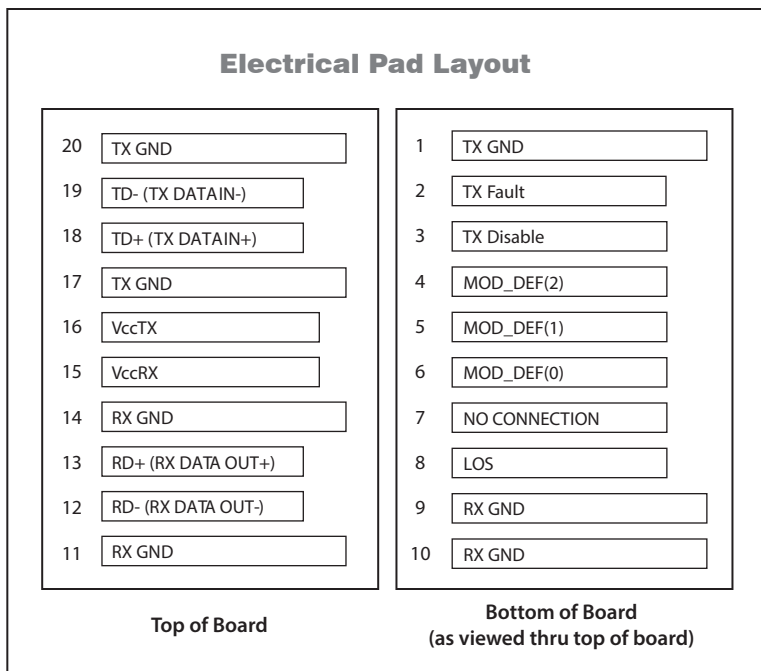 Electrical Pad Layout
20 TX GND
19 TD- (TX DATAIN-)
18 TD+ (TX DATAIN+)
17 TX GND
16 VccTX
15 VccRX
14 RX GND
13 RD+ (RX DATA OUT+)
12 RD- (RX DATA OUT-)
11 RX GND
Top of Board
1 TX GND
2 TX Fault
3 TX Disable
4 MOD_DEF(2)
5 MOD_DEF(1)
6 MOD_DEF(0)
7 NO CONNECTION
8 LOS
9 RX GND
10 RX GND
Bottom of Board
(as viewed thru top of board)